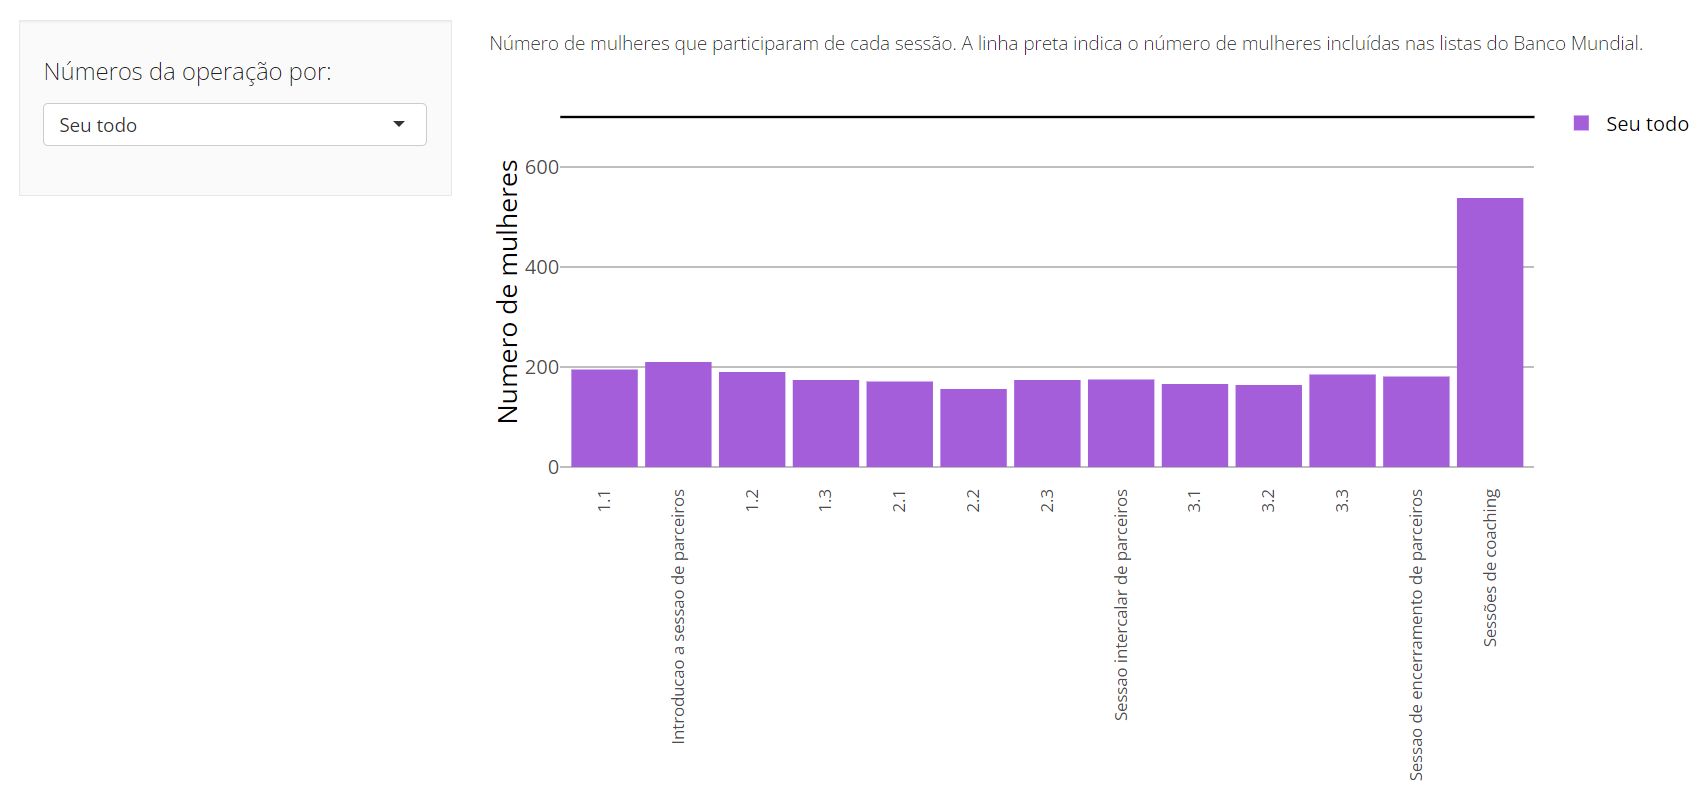 Números da operação por:
Seu todo
Número de mulheres que participaram de cada sessão. A linha preta indica o número de mulheres incluídas nas listas do Banco Mundial.
Seu todo
Numero de mulheres
600
400
200
0
1.1
Introducao a sessao de parceiros
1.2
1.3
2.1
2.2
2.3
Sessao intercalar de parceiros
3.1
3.2
3.3
Sessao de encerramento de parceiros
Sessões de coaching